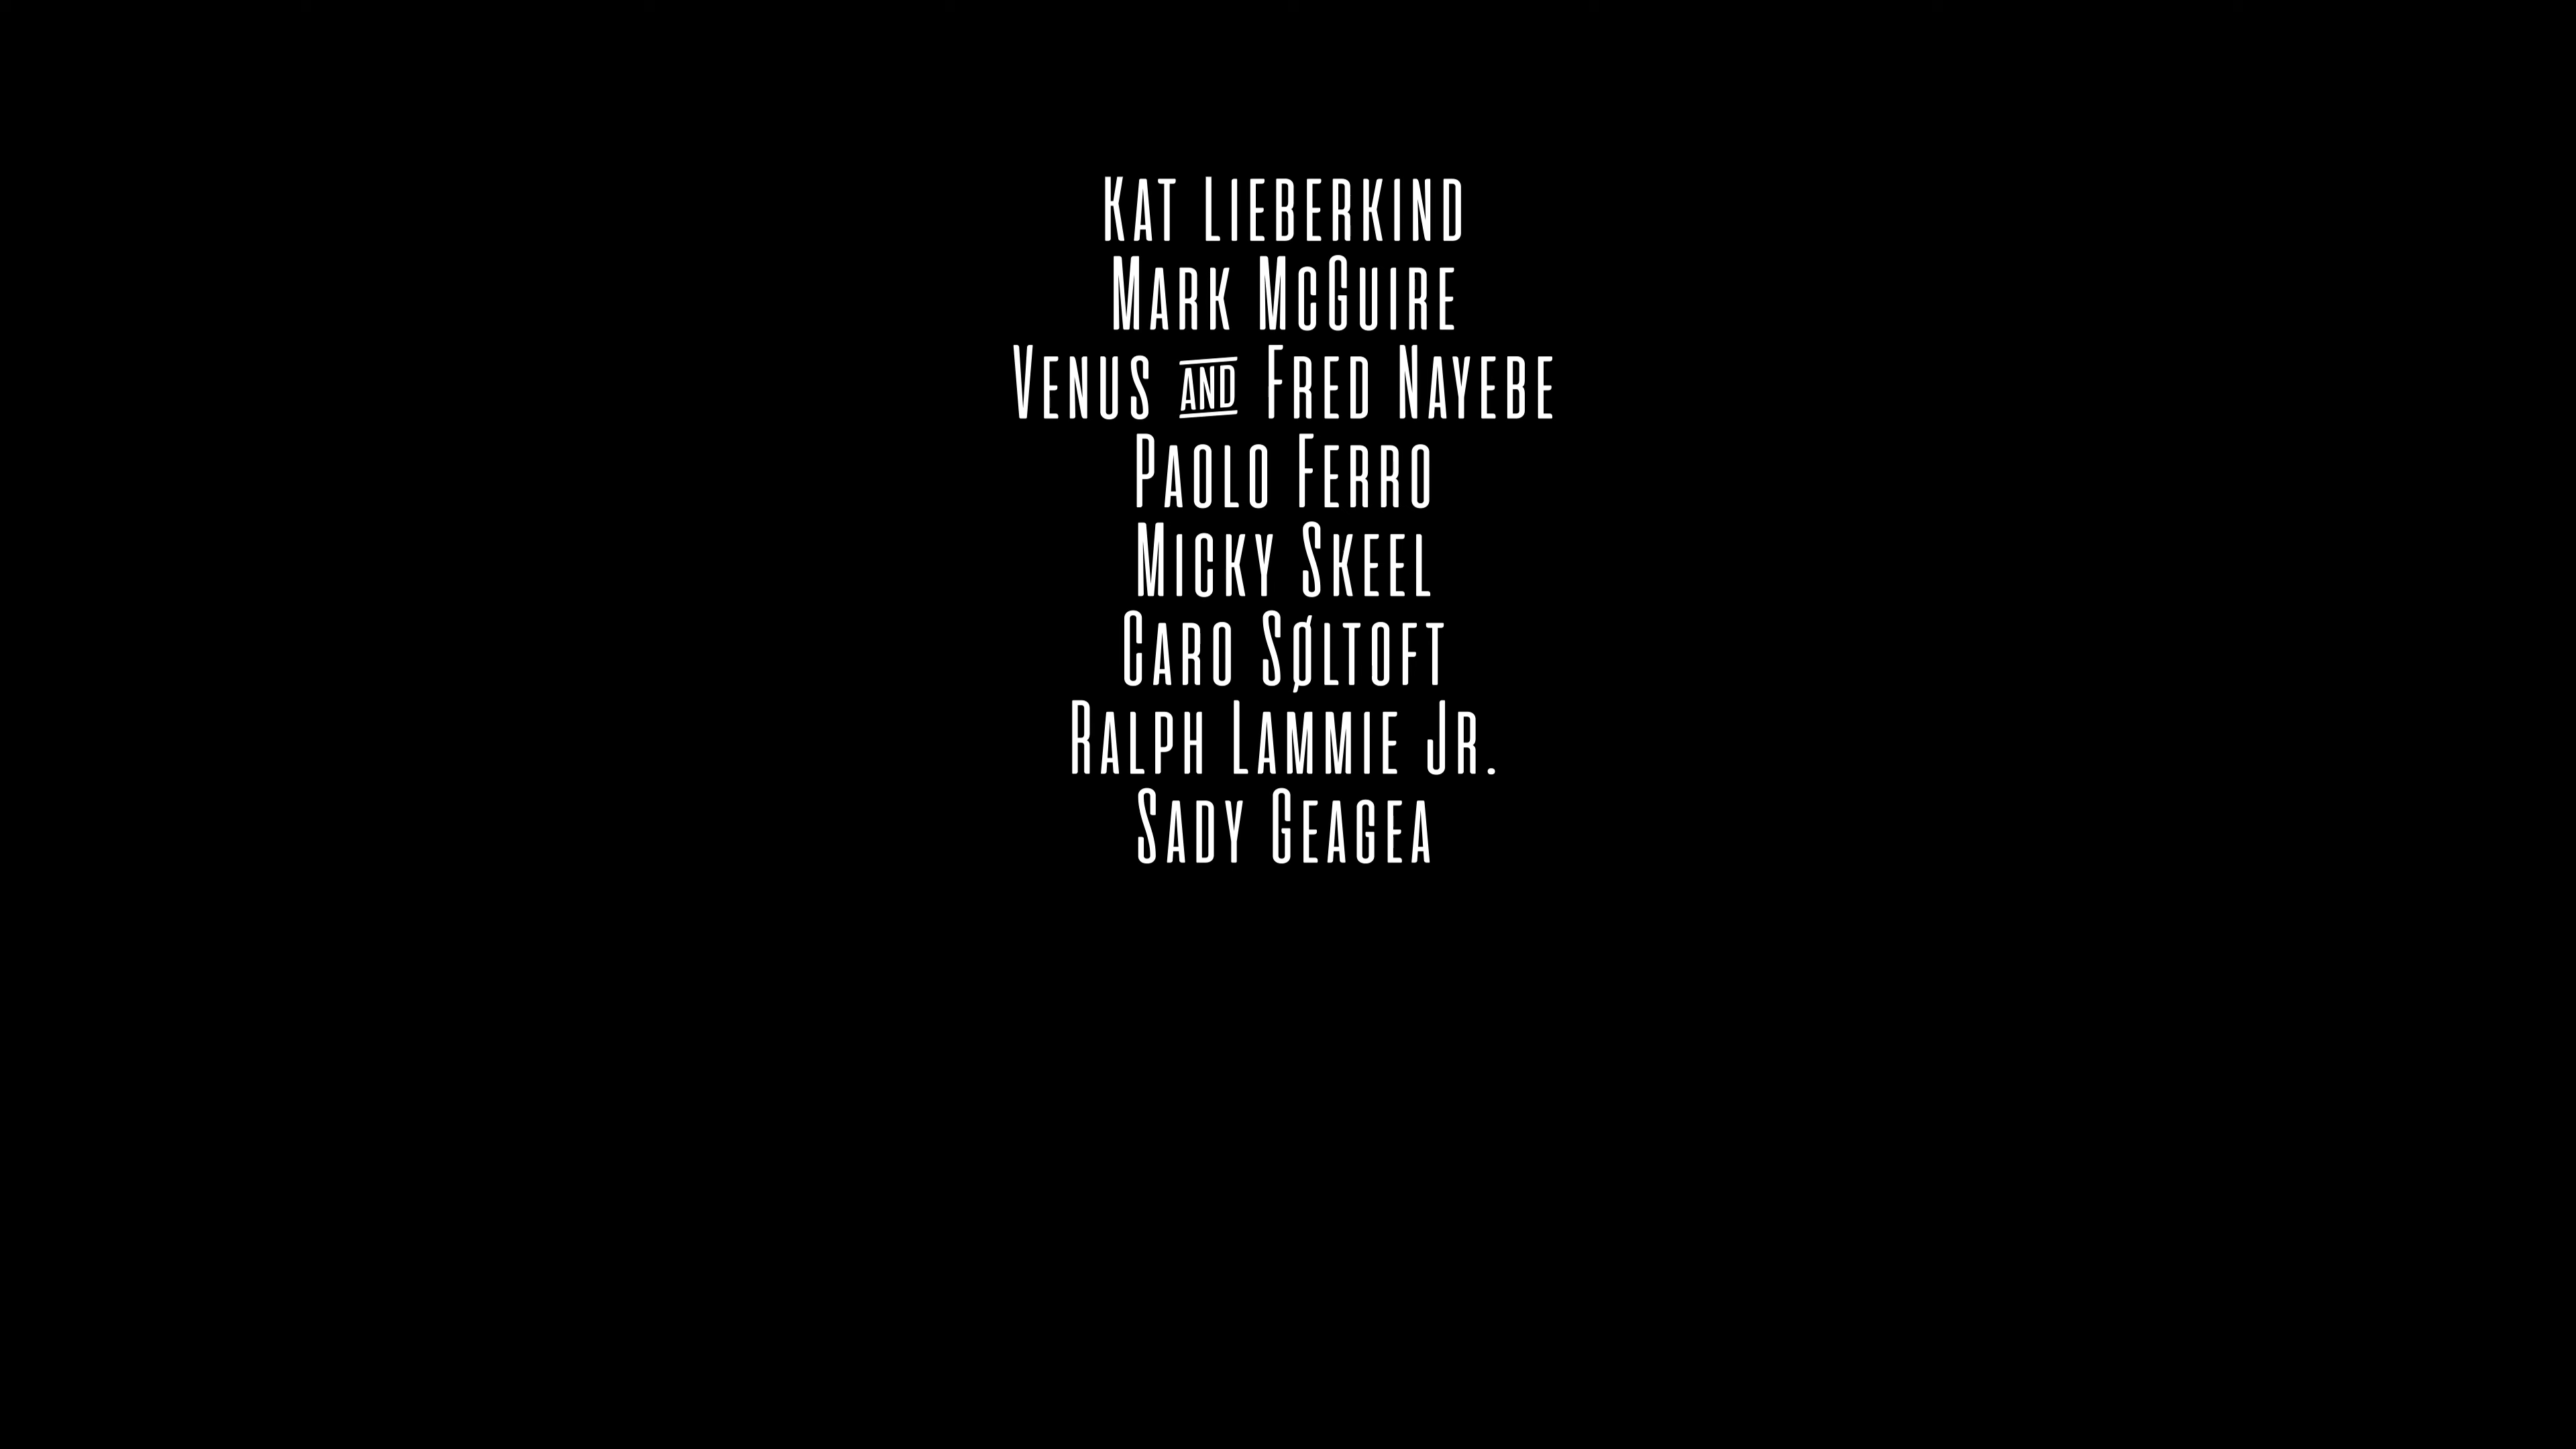 Kat Lieberkind
Mark McGuire
Venus and Fred Nayebe
Paolo Ferro
Micky Skeel
Caro Søltoft
Ralph Lammie Jr.
Sady Geagea